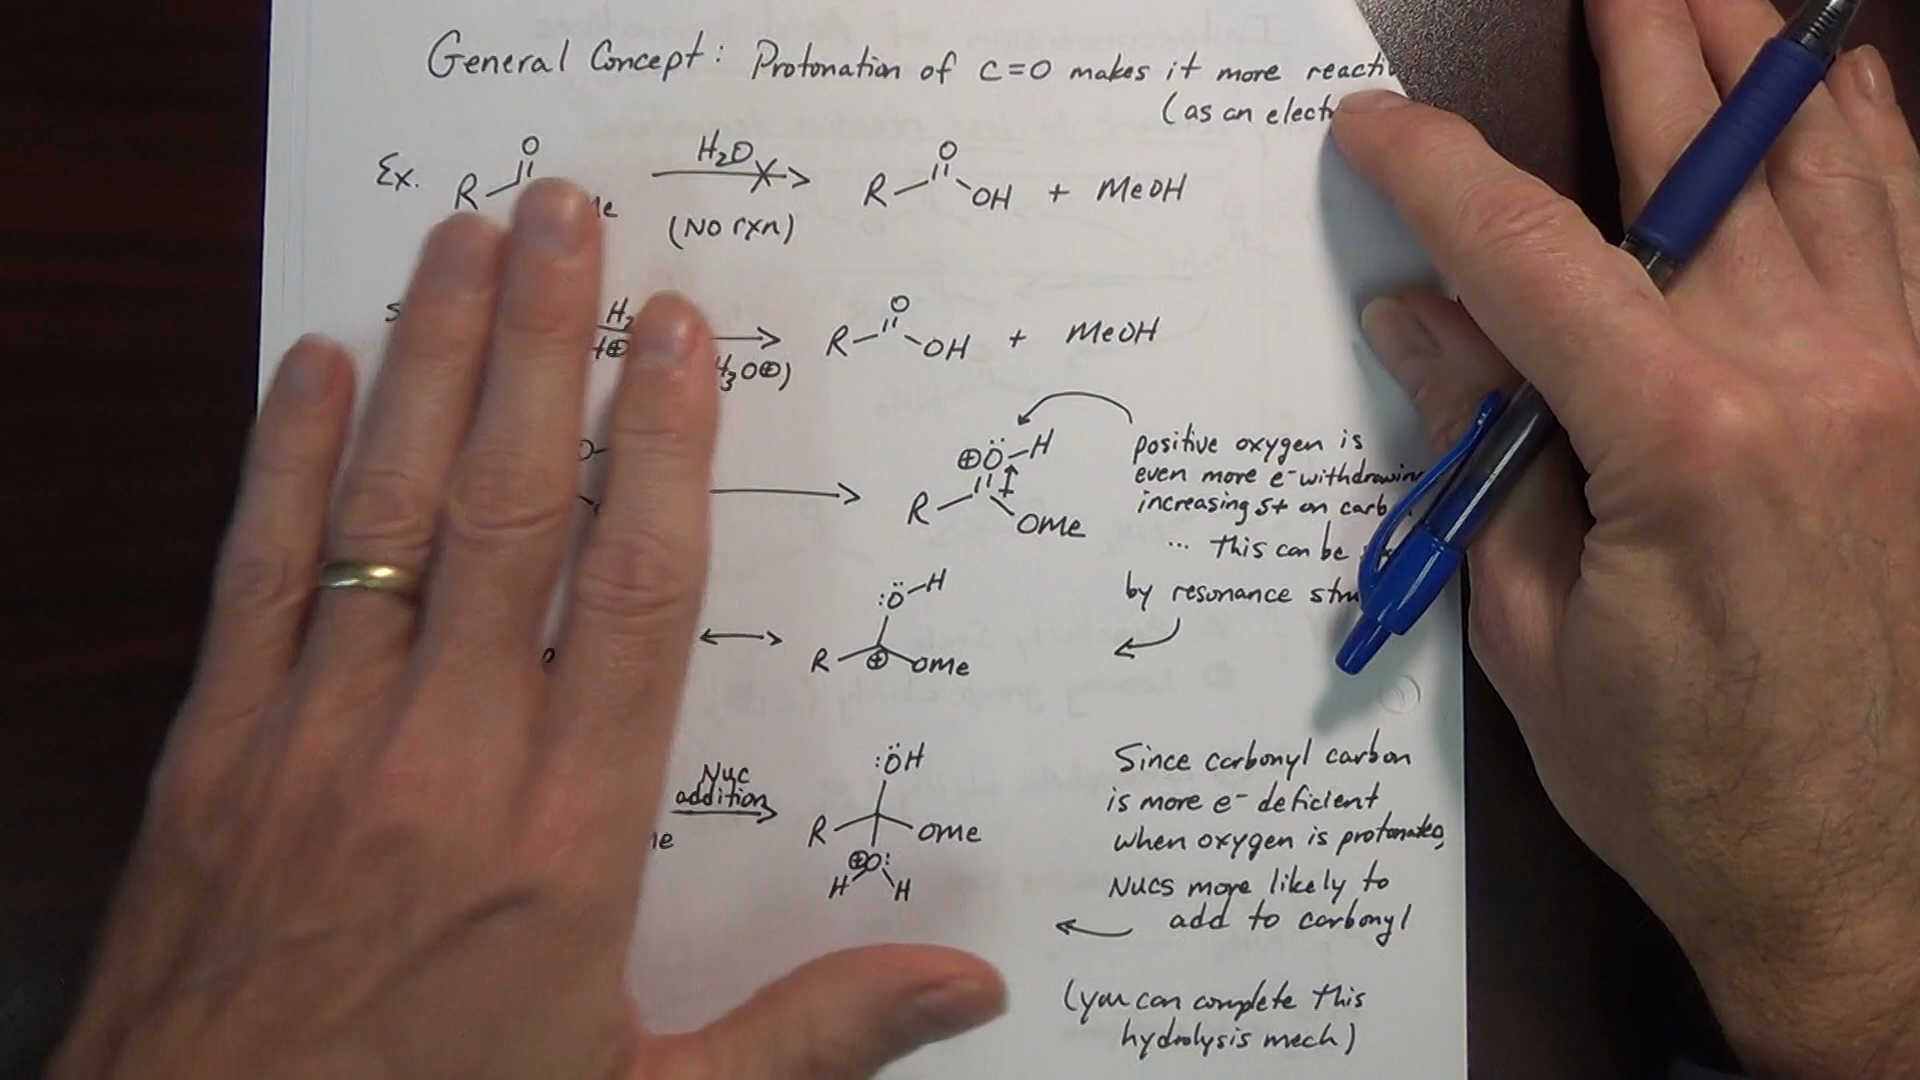 General Concept: Protonation of C=O makes it more reacti
(as an electr
Ex.
O
R
Me
H2O
(No rxn)
O
R
OH + MeOH
H2
H⊕
H3O⊕)
O
R
OH + MeOH
⊕Ö-H
R
OMe
positive oxygen is
even more e- withdrawin
increasing δ+ on carb
... this can be
by resonance stru
:Ö-H
R
⊕
OMe
Nuc
addition
:ÖH
R
OMe
⊕O:
H
H
Since carbonyl carbon
is more e- deficient
when oxygen is protonated,
Nucs more likely to
add to carbonyl
(you can complete this
hydrolysis mech)